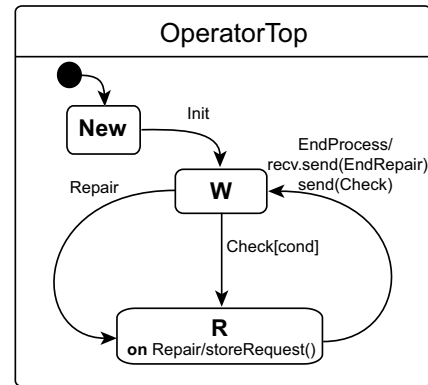 OperatorTop
New
Init
EndProcess/
recv.send(EndRepair)
send(Check)
Repair
W
Check[cond]
R
on Repair/storeRequest()